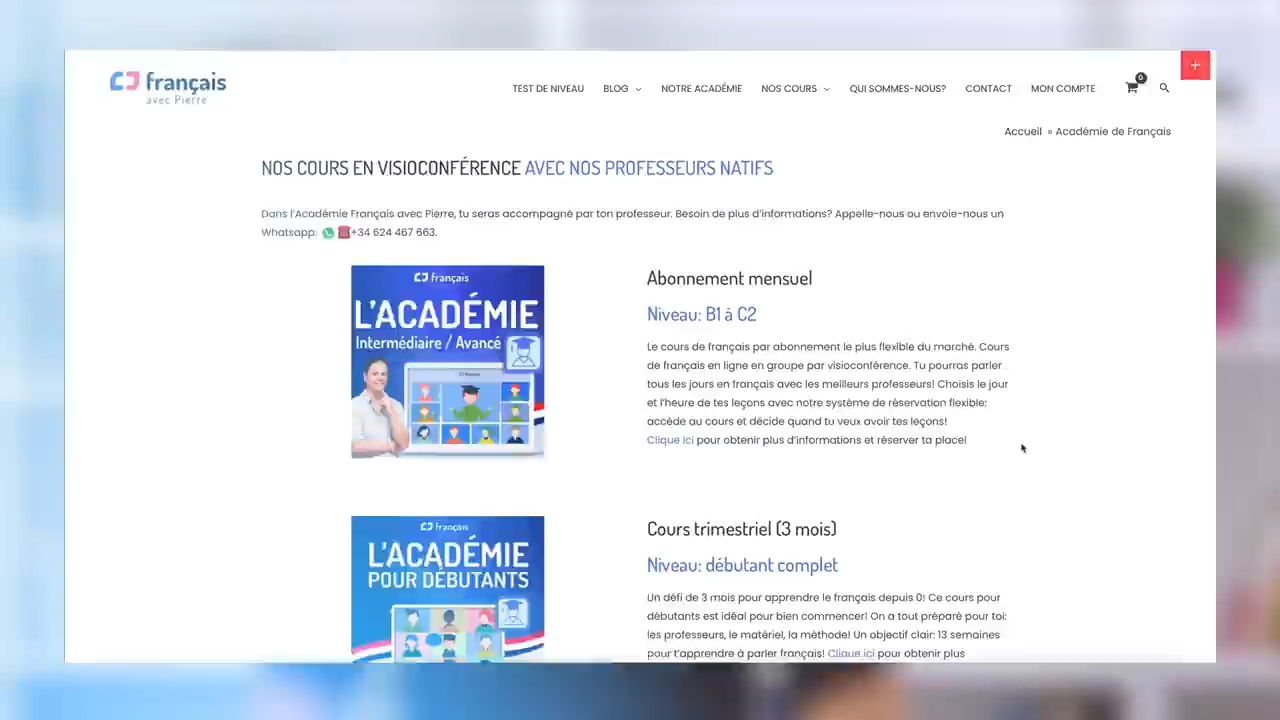 français
avec Pierre
TEST DE NIVEAU BLOG NOTRE ACADÉMIE NOS COURS QUI SOMMES-NOUS? CONTACT MON COMPTE 0
Accueil » Académie de Français
NOS COURS EN VISIOCONFÉRENCE AVEC NOS PROFESSEURS NATIFS
Dans l'Académie Français avec Pierre, tu seras accompagné par ton professeur. Besoin de plus d'informations? Appelle-nous ou envoie-nous un
Whatsapp: +34 624 467 663.
français
L'ACADÉMIE
Intermédiaire / Avancé
Abonnement mensuel
Niveau: B1 à C2
Le cours de français par abonnement le plus flexible du marché. Cours
de français en ligne en groupe par visioconférence. Tu pourras parler
tous les jours en français avec les meilleurs professeurs! Choisis le jour
et l'heure de tes leçons avec notre système de réservation flexible:
accède au cours et décide quand tu veux avoir tes leçons!
Clique ici pour obtenir plus d'informations et réserver ta place!
français
L'ACADÉMIE
POUR DÉBUTANTS
Cours trimestriel (3 mois)
Niveau: débutant complet
Un défi de 3 mois pour apprendre le français depuis 0! Ce cours pour
débutants est idéal pour bien commencer! On a tout préparé pour toi:
les professeurs, le matériel, la méthode! Un objectif clair: 13 semaines
pour t'apprendre à parler français! Clique ici pour obtenir plus